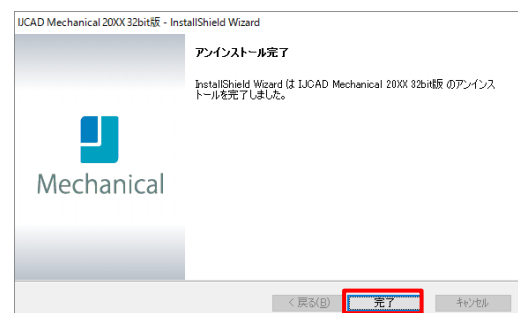 IJCAD Mechanical 20XX 32bit版 - InstallShield Wizard
アンインストール完了
InstallShield Wizard は IJCAD Mechanical 20XX 32bit版 のアンインス
トールを完了しました。
Mechanical
< 戻る(B)
完了
キャンセル